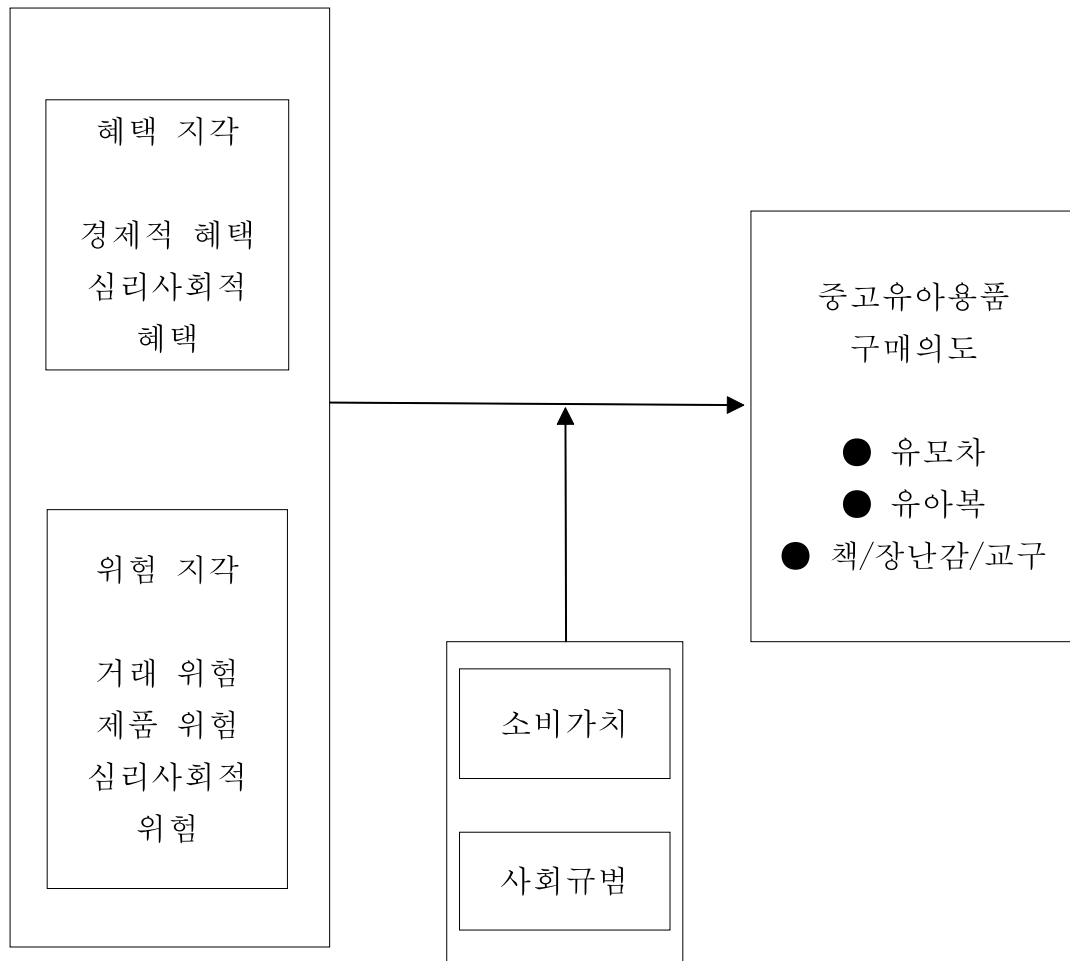 혜택 지각
경제적 혜택
심리사회적
혜택
위험 지각
거래 위험
제품 위험
심리사회적
위험
소비가치
사회규범
중고유아용품
구매의도
● 유모차
● 유아복
● 책/장난감/교구